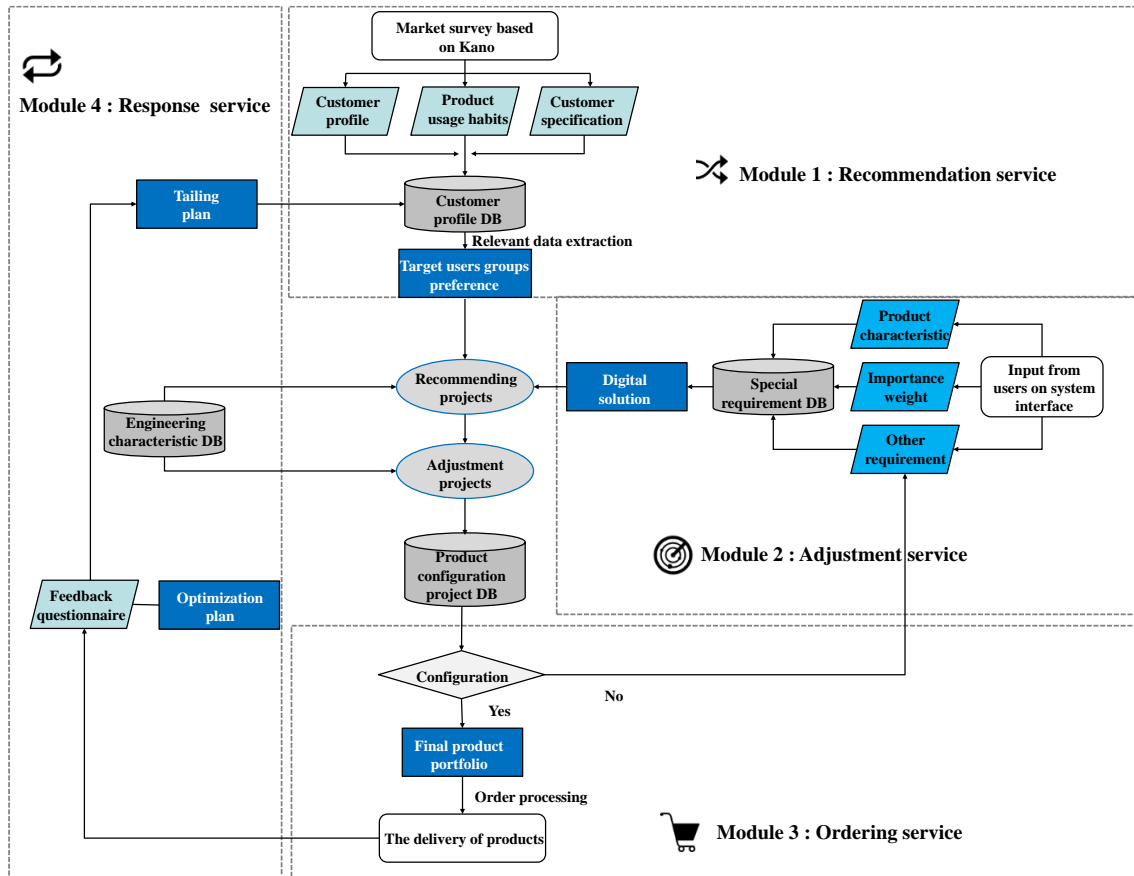 Market survey based
on Kano
Module 4 : Response  service
Customer
profile
Product
usage habits
Customer
specification
Module 1 : Recommendation service
Tailing
plan
Customer
profile DB
Relevant data extraction
Target users groups
preference
Product
characteristic
Recommending
projects
Digital
solution
Special
requirement DB
Importance
weight
Input from
users on system
interface
Engineering
characteristic DB
Other
requirement
Adjustment
projects
Module 2 : Adjustment service
Product
configuration
project DB
Feedback
questionnaire
Optimization
plan
Configuration
No
Yes
Final product
portfolio
Order processing
The delivery of products
Module 3 : Ordering service